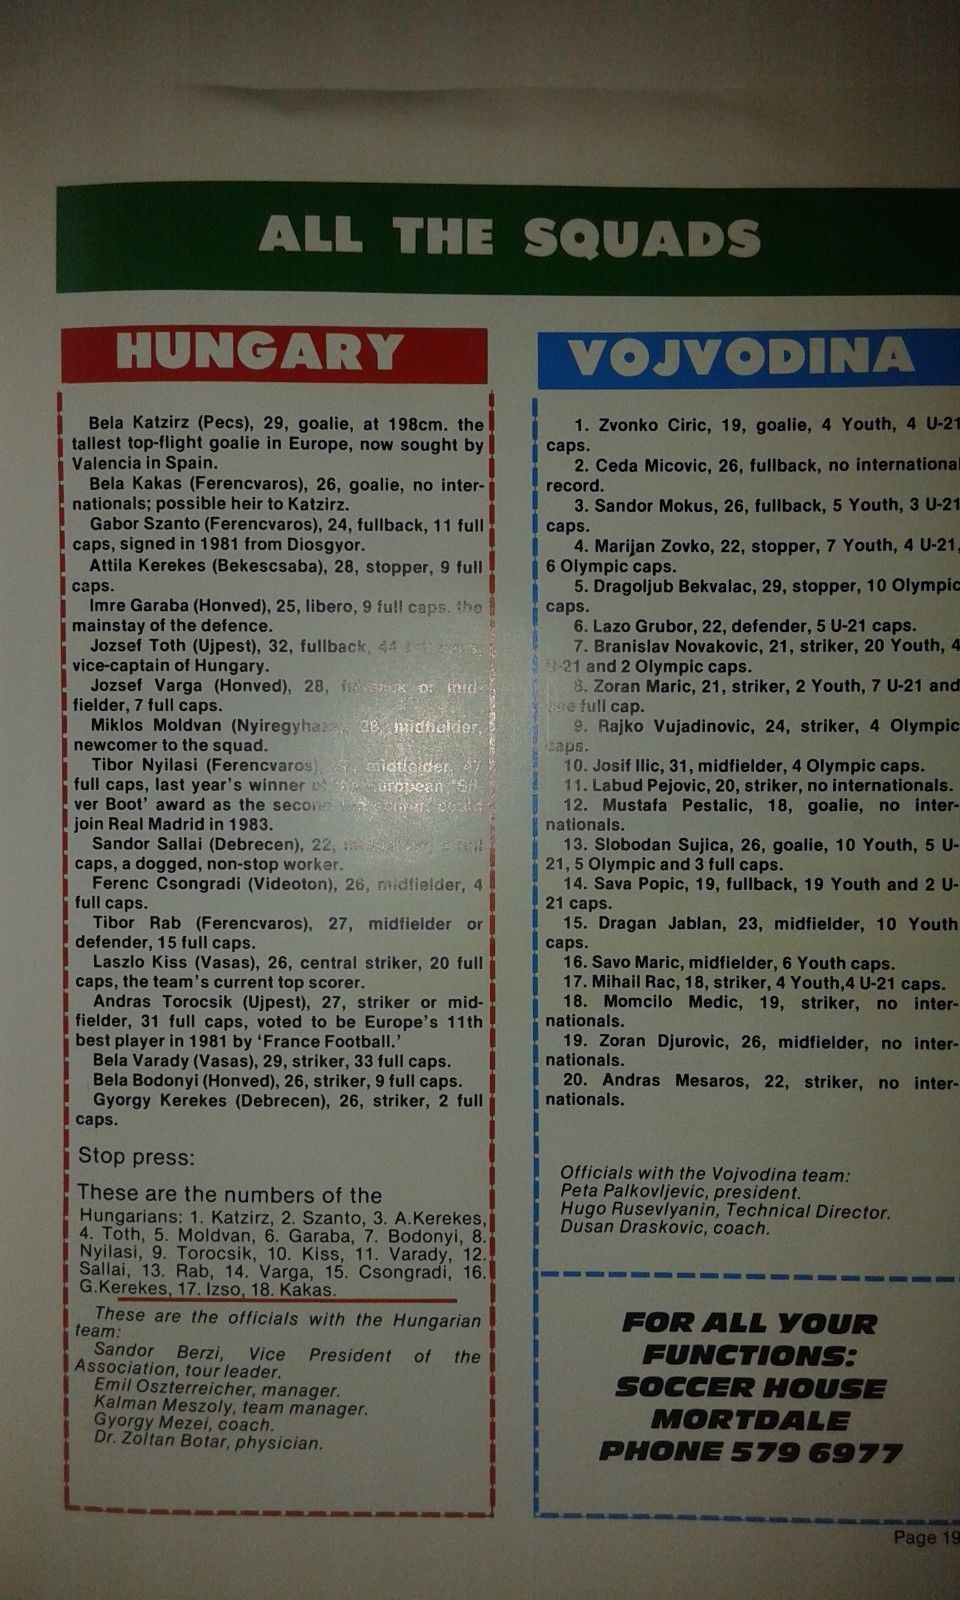 ALL THE SQUADS
HUNGARY
Bela Katzirz (Pecs), 29, goalie, at 198cm. the
tallest top-flight goalie in Europe, now sought by
Valencia in Spain.
Bela Kakas (Ferencvaros), 26, goalie, no inter-
nationals; possible heir to Katzirz.
Gabor Szanto (Ferencvaros), 24, fullback, 11 full
caps, signed in 1981 from Diosgyor.
Attila Kerekes (Bekescsaba), 28, stopper, 9 full
caps.
Imre Garaba (Honved), 25, libero, 9 full caps. the
mainstay of the defence.
Jozsef Toth (Ujpest), 32, fullback, 44 full caps,
vice-captain of Hungary.
Jozsef Varga (Honved), 28, fullback or mid-
fielder, 7 full caps.
Miklos Moldvan (Nyiregyhaza), 28, midfielder,
newcomer to the squad.
Tibor Nyilasi (Ferencvaros), midfielder, 47
full caps, last year's winner of the European "Sil-
ver Boot' award as the second could
join Real Madrid in 1983.
Sandor Sallai (Debrecen), 22, full
caps, a dogged, non-stop worker.
Ferenc Csongradi (Videoton), 26, midfielder, 4
full caps.
Tibor Rab (Ferencvaros), 27, midfielder or
defender, 15 full caps.
Laszlo Kiss (Vasas), 26, central striker, 20 full
caps, the team's current top scorer.
Andras Torocsik (Ujpest), 27, striker or mid-
fielder, 31 full caps, voted to be Europe's 11th
best player in 1981 by 'France Football.'
Bela Varady (Vasas), 29, striker, 33 full caps.
Bela Bodonyi (Honved), 26, striker, 9 full caps.
Gyorgy Kerekes (Debrecen), 26, striker, 2 full
caps.
Stop press:
These are the numbers of the
Hungarians: 1. Katzirz, 2. Szanto, 3. A.Kerekes,
4. Toth, 5. Moldvan, 6. Garaba, 7. Bodonyi, 8.
Nyilasi, 9. Torocsik, 10. Kiss, 11. Varady, 12.
Sallai, 13. Rab, 14. Varga, 15. Csongradi, 16.
G.Kerekes, 17. Izso, 18. Kakas.
These are the officials with the Hungarian
team:
Sandor Berzi, Vice President of the
Association, tour leader.
Emil Oszterreicher, manager.
Kalman Meszoly, team manager.
Gyorgy Mezei, coach.
Dr. Zoltan Botar, physician.
VOJVODINA
1. Zvonko Ciric, 19, goalie, 4 Youth, 4 U-21
caps.
2. Ceda Micovic, 26, fullback, no international
record.
3. Sandor Mokus, 26, fullback, 5 Youth, 3 U-21
caps.
4. Marijan Zovko, 22, stopper, 7 Youth, 4 U-21,
6 Olympic caps.
5. Dragoljub Bekvalac, 29, stopper, 10 Olympic
caps.
6. Lazo Grubor, 22, defender, 5 U-21 caps.
7. Branislav Novakovic, 21, striker, 20 Youth, 4
U-21 and 2 Olympic caps.
8. Zoran Maric, 21, striker, 2 Youth, 7 U-21 and
one full cap.
9. Rajko Vujadinovic, 24, striker, 4 Olympic
caps.
10. Josif Ilic, 31, midfielder, 4 Olympic caps.
11. Labud Pejovic, 20, striker, no internationals.
12. Mustafa Pestalic, 18, goalie, no inter-
nationals.
13. Slobodan Sujica, 26, goalie, 10 Youth, 5 U-
21, 5 Olympic and 3 full caps.
14. Sava Popic, 19, fullback, 19 Youth and 2 U-
21 caps.
15. Dragan Jablan, 23, midfielder, 10 Youth
caps.
16. Savo Maric, midfielder, 6 Youth caps.
17. Mihail Rac, 18, striker, 4 Youth,4 U-21 caps.
18. Momcilo Medic, 19, striker, no inter-
nationals.
19. Zoran Djurovic, 26, midfielder, no inter-
nationals.
20. Andras Mesaros, 22, striker, no inter-
nationals.
Officials with the Vojvodina team:
Peta Palkovljevic, president.
Hugo Rusevlyanin, Technical Director.
Dusan Draskovic, coach.
FOR ALL YOUR
FUNCTIONS:
SOCCER HOUSE
MORTDALE
PHONE 579 6977
Page 19